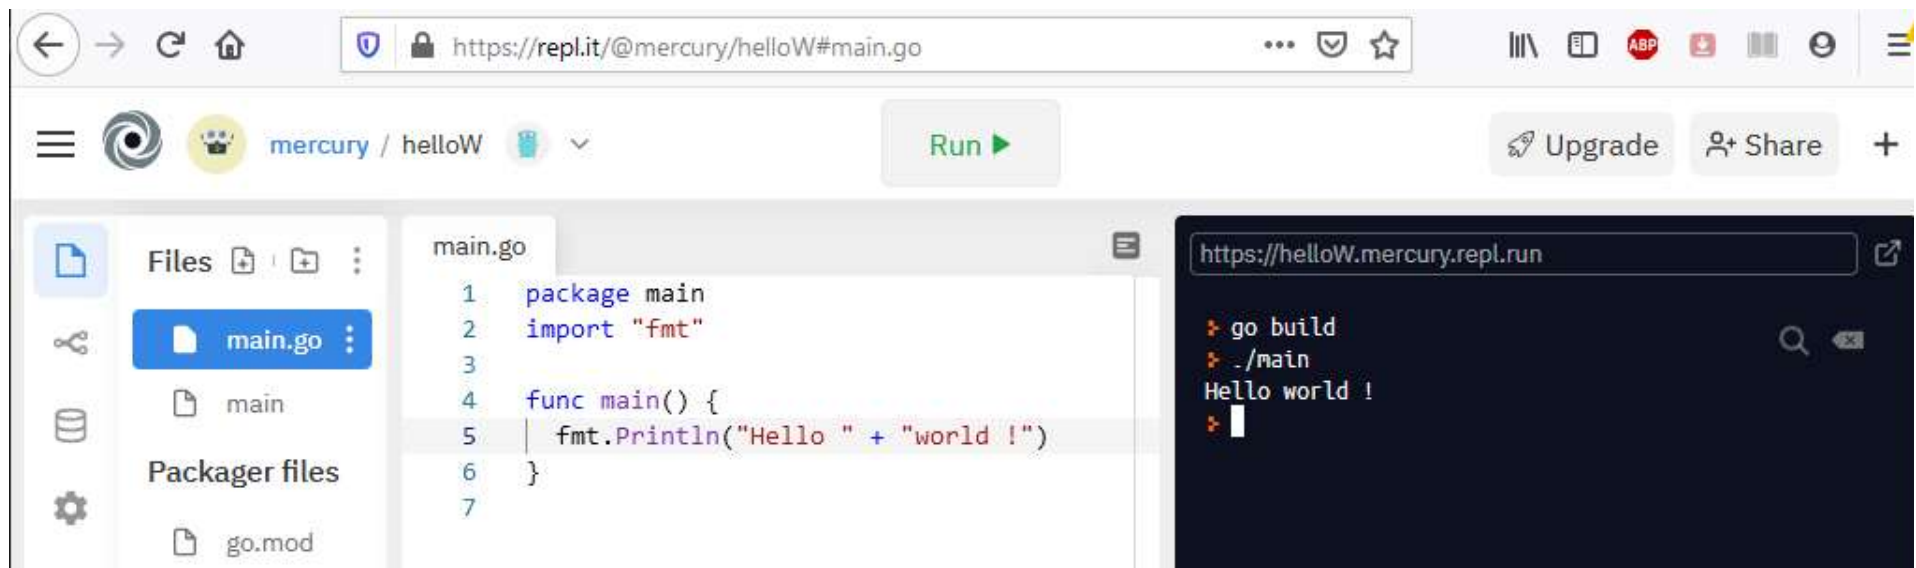 https://repl.it/@mercury/helloW#main.go
ABP
mercury / helloW
Run
Upgrade
Share
Files
main.go
main
Packager files
go.mod
main.go
1 package main
2 import "fmt"
3
4 func main() {
5 fmt.Println("Hello " + "world !")
6 }
7
https://helloW.mercury.repl.run
go build
./main
Hello world !